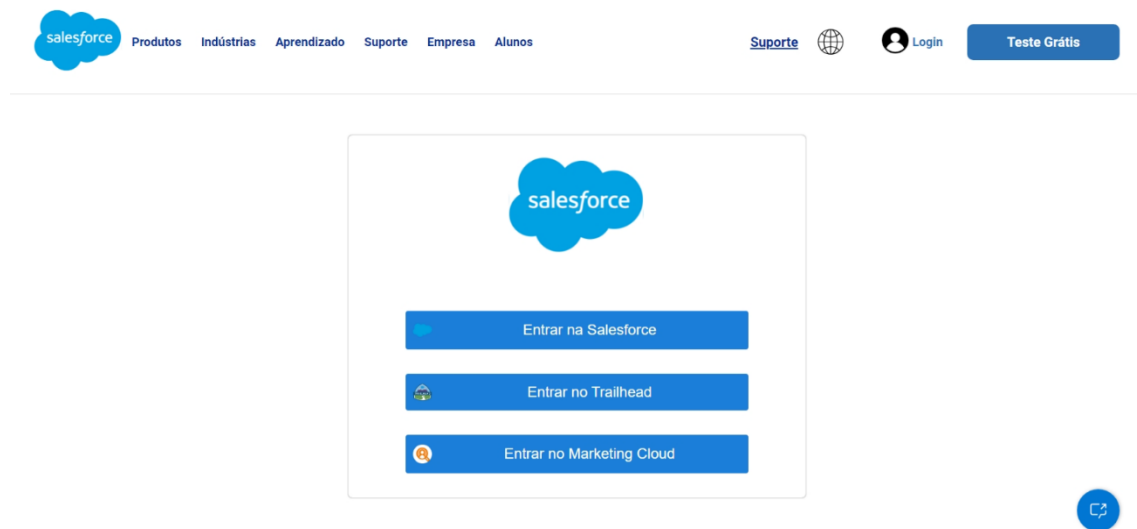 salesforce Produtos Indústrias Aprendizado Suporte Empresa Alunos Suporte Login Teste Grátis
salesforce
Entrar na Salesforce
Entrar no Trailhead
Entrar no Marketing Cloud